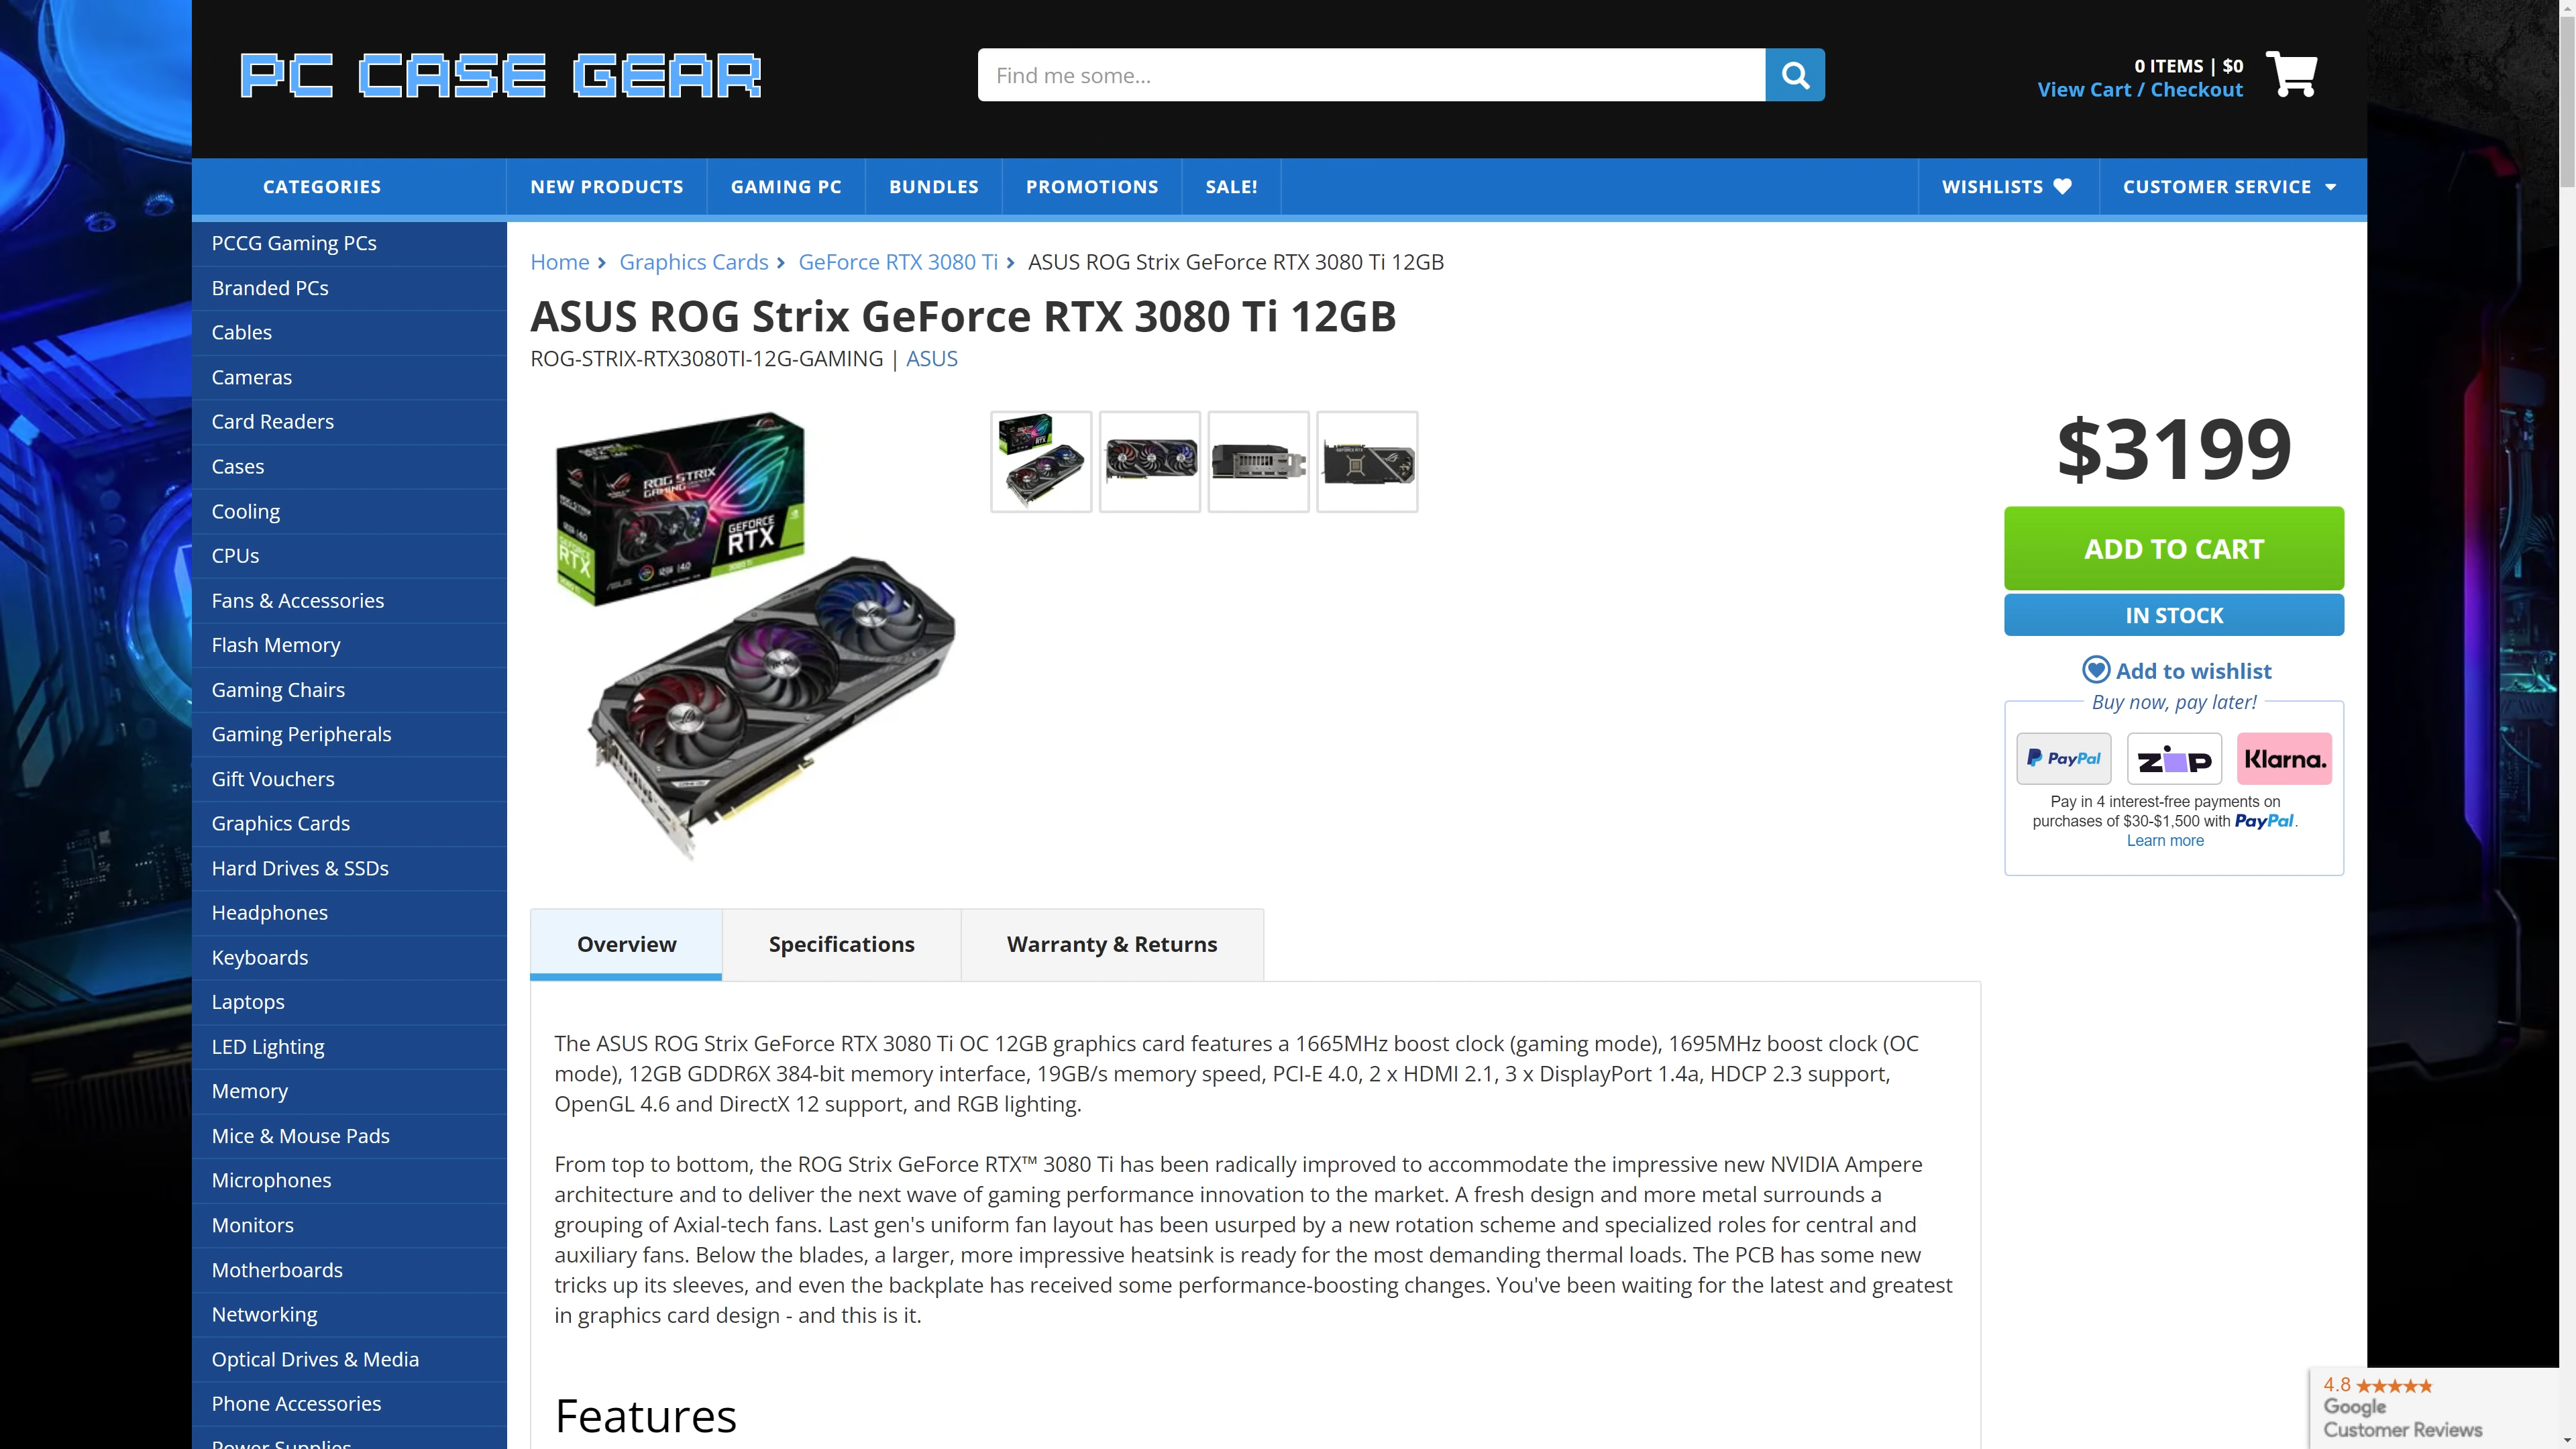 PC CASE GEAR
Find me some...
0 ITEMS | $0
View Cart / Checkout
CATEGORIES
NEW PRODUCTS
GAMING PC
BUNDLES
PROMOTIONS
SALE!
WISHLISTS
CUSTOMER SERVICE
PCCG Gaming PCs
Branded PCs
Cables
Cameras
Card Readers
Cases
Cooling
CPUs
Fans & Accessories
Flash Memory
Gaming Chairs
Gaming Peripherals
Gift Vouchers
Graphics Cards
Hard Drives & SSDs
Headphones
Keyboards
Laptops
LED Lighting
Memory
Mice & Mouse Pads
Microphones
Monitors
Motherboards
Networking
Optical Drives & Media
Phone Accessories
Power Supplies
Home
Graphics Cards
GeForce RTX 3080 Ti
ASUS ROG Strix GeForce RTX 3080 Ti 12GB
ASUS ROG Strix GeForce RTX 3080 Ti 12GB
ROG-STRIX-RTX3080TI-12G-GAMING | ASUS
ROG STRIX
GAMING
GEFORCE
RTX
3080 Ti
GEFORCE
RTX
$3199
ADD TO CART
IN STOCK
Add to wishlist
Buy now, pay later!
PayPal
zip
Klarna.
Pay in 4 interest-free payments on
purchases of $30-$1,500 with PayPal.
Learn more
Overview
Specifications
Warranty & Returns
The ASUS ROG Strix GeForce RTX 3080 Ti OC 12GB graphics card features a 1665MHz boost clock (gaming mode), 1695MHz boost clock (OC
mode), 12GB GDDR6X 384-bit memory interface, 19GB/s memory speed, PCI-E 4.0, 2 x HDMI 2.1, 3 x DisplayPort 1.4a, HDCP 2.3 support,
OpenGL 4.6 and DirectX 12 support, and RGB lighting.
From top to bottom, the ROG Strix GeForce RTX™ 3080 Ti has been radically improved to accommodate the impressive new NVIDIA Ampere
architecture and to deliver the next wave of gaming performance innovation to the market. A fresh design and more metal surrounds a
grouping of Axial-tech fans. Last gen's uniform fan layout has been usurped by a new rotation scheme and specialized roles for central and
auxiliary fans. Below the blades, a larger, more impressive heatsink is ready for the most demanding thermal loads. The PCB has some new
tricks up its sleeves, and even the backplate has received some performance-boosting changes. You've been waiting for the latest and greatest
in graphics card design - and this is it.
Features
4.8
Google
Customer Reviews